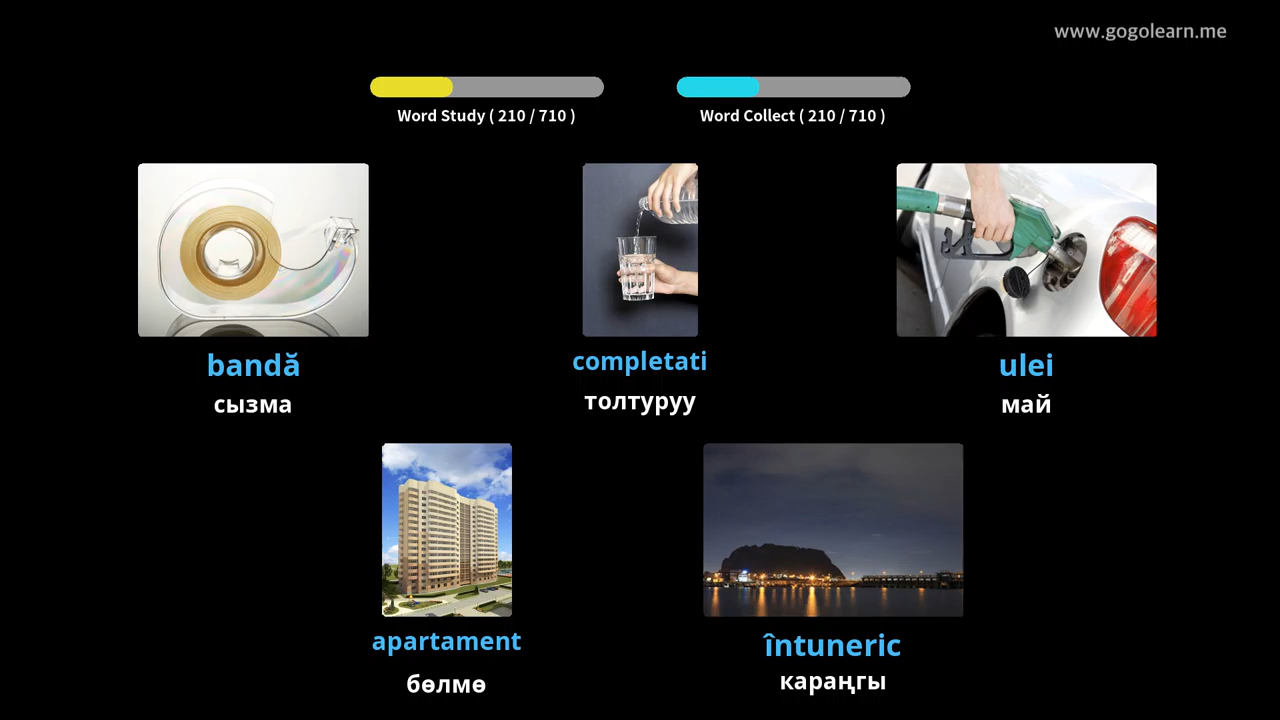 www.gogolearn.me
Word Study ( 210 / 710 )
Word Collect ( 210 / 710 )
bandă
сызма
completati
толтуруу
ulei
май
apartament
бөлмө
întuneric
караңгы